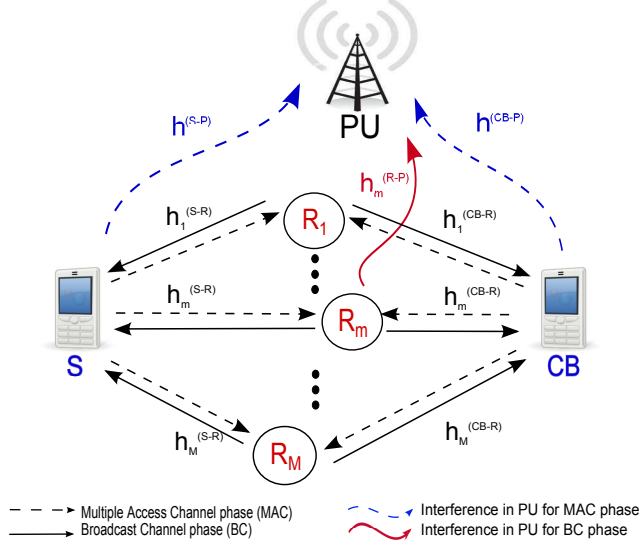 PU
h(S-P)
h(CB-P)
hm(R-P)
h1(S-R)
R1
h1(CB-R)
hm(S-R)
Rm
hm(CB-R)
S
CB
hM(S-R)
RM
hM(CB-R)
Multiple Access Channel phase (MAC)
Broadcast Channel phase (BC)
Interference in PU for MAC phase
Interference in PU for BC phase